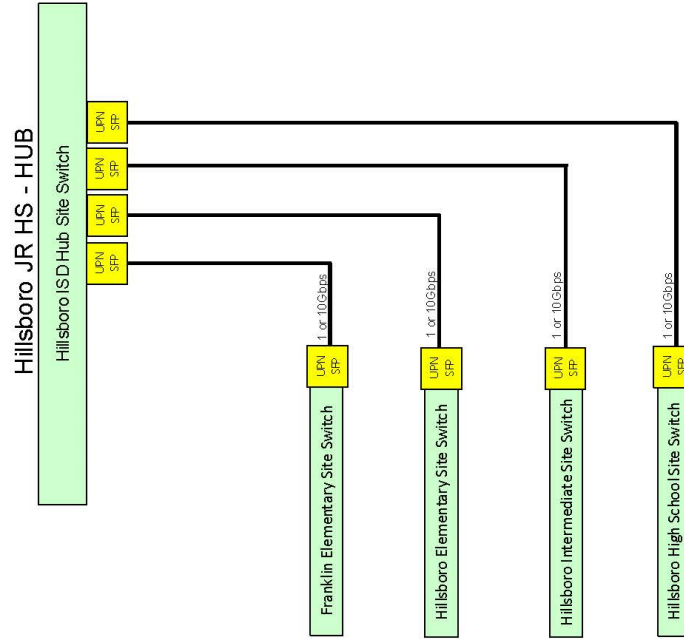 Hillsboro JR HS - HUB
Hillsboro ISD Hub Site Switch
UPN
SFP
UPN
SFP
UPN
SFP
UPN
SFP
1 or 10Gbps
1 or 10Gbps
1 or 10Gbps
1 or 10Gbps
UPN
SFP
UPN
SFP
UPN
SFP
UPN
SFP
Franklin Elementary Site Switch
Hillsboro Elementary Site Switch
Hillsboro Intermediate Site Switch
Hillsboro High School Site Switch